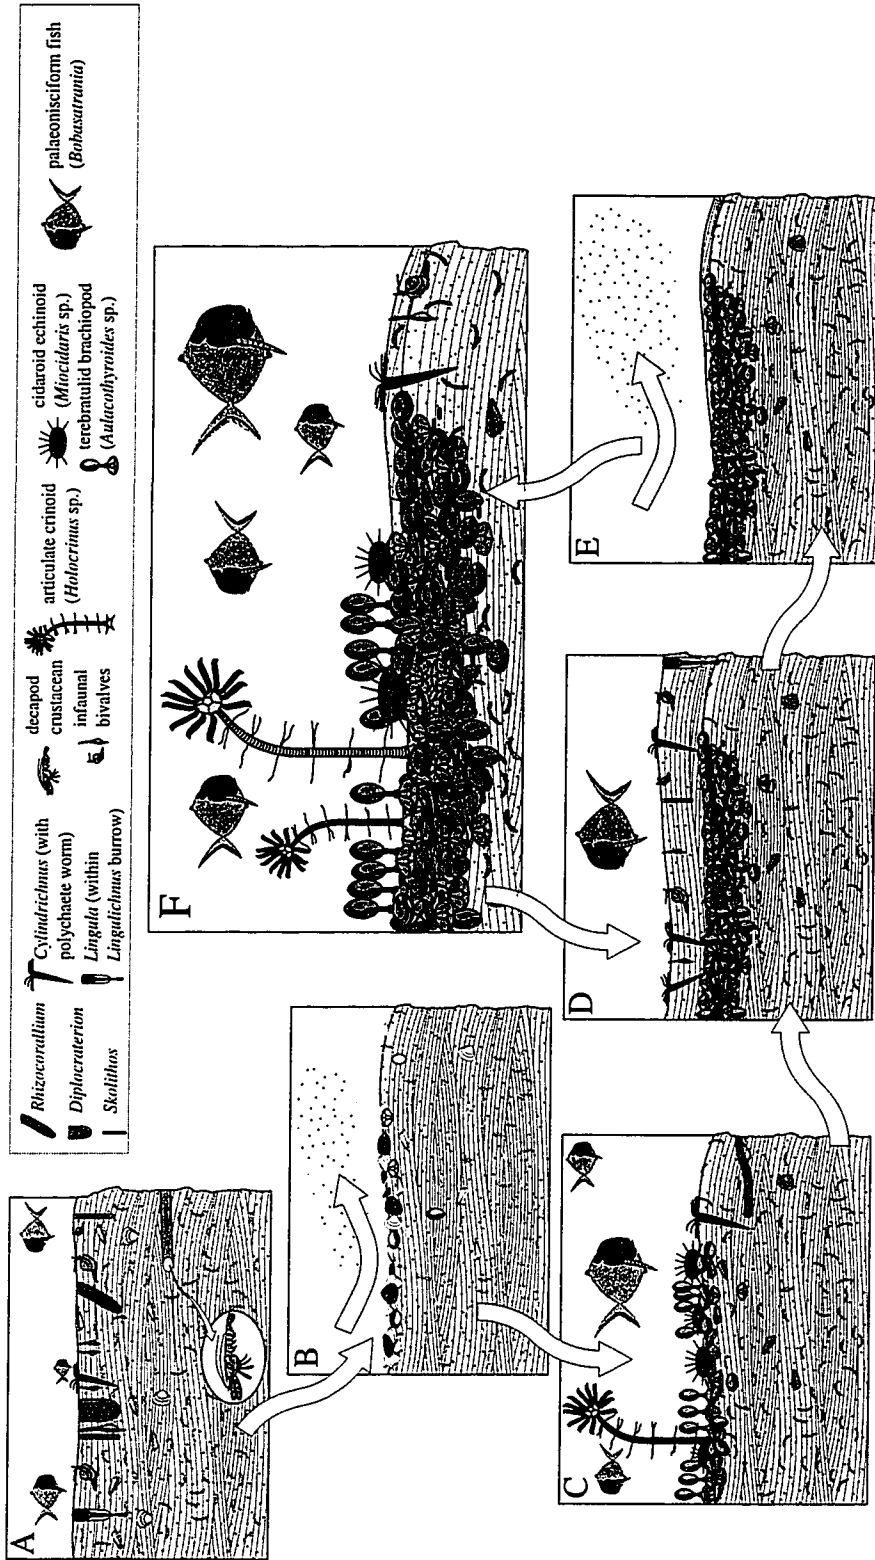 Rhizocorallium
Diplocraterion
Skolithos
Cylindrichnus (with
polychaete worm)
Lingula (within
Lingulichnus burrow)
decapod
crustacean
infaunal
bivalves
articulate crinoid
(Holocrinus sp.)
cidaroid echinoid
(Miocidaris sp.)
terebratulid brachiopod
(Aulacothyroides sp.)
palaeonisciform fish
(Bobasatrania)
A
B
C
D
E
F